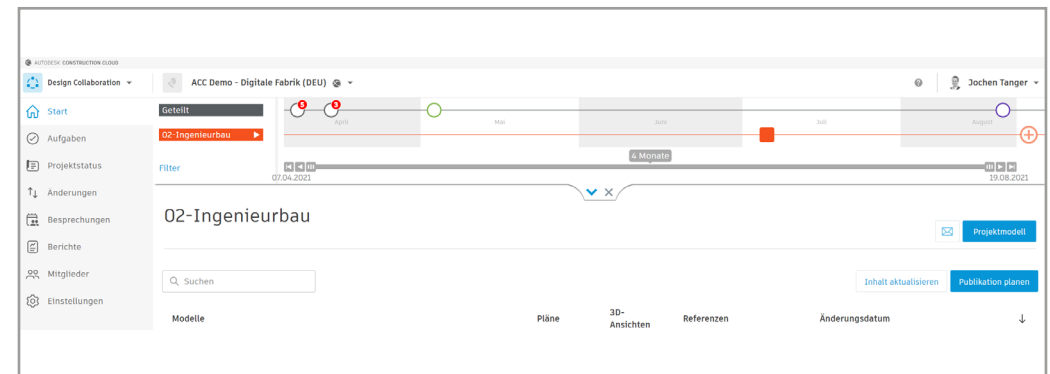 AUTODESK CONSTRUCTION CLOUD
Design Collaboration
ACC Demo - Digitale Fabrik (DEU)
Jochen Tanger
Start
Aufgaben
Projektstatus
Änderungen
Besprechungen
Berichte
Mitglieder
Einstellungen
Geteilt
02-Ingenieurbau
Filter
5
3
April
Mai
Juni
Juli
August
4 Monate
07.04.2021
19.08.2021
02-Ingenieurbau
Projektmodell
Suchen
Inhalt aktualisieren
Publikation planen
Modelle
Pläne
3D-
Ansichten
Referenzen
Änderungsdatum